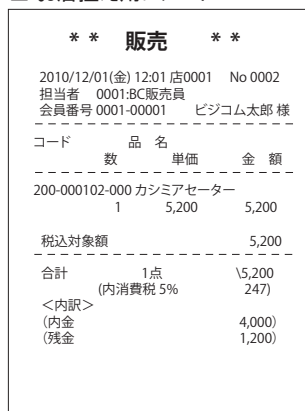 ** 販売 **
2010/12/01(金) 12:01 店0001 No 0002
担当者 0001:BC販売員
会員番号 0001-00001 ビジコム太郎 様
コード 品 名
数 単価 金 額
200-000102-000 カシミアセーター
1 5,200 5,200
税込対象額 5,200
合計 1点 \5,200
(内消費税 5% 247)
<内訳>
(内金 4,000)
(残金 1,200)